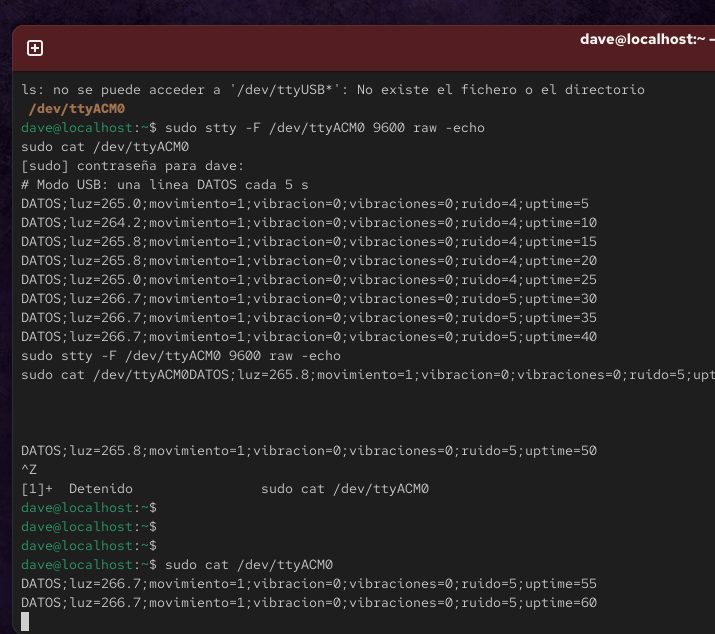 dave@localhost:~ –
ls: no se puede acceder a '/dev/ttyUSB*': No existe el fichero o el directorio
/dev/ttyACM0
dave@localhost:~$ sudo stty -F /dev/ttyACM0 9600 raw -echo
sudo cat /dev/ttyACM0
[sudo] contraseña para dave:
# Modo USB: una linea DATOS cada 5 s
DATOS;luz=265.0;movimiento=1;vibracion=0;vibraciones=0;ruido=4;uptime=5
DATOS;luz=264.2;movimiento=1;vibracion=0;vibraciones=0;ruido=4;uptime=10
DATOS;luz=265.8;movimiento=1;vibracion=0;vibraciones=0;ruido=4;uptime=15
DATOS;luz=265.8;movimiento=1;vibracion=0;vibraciones=0;ruido=4;uptime=20
DATOS;luz=265.0;movimiento=1;vibracion=0;vibraciones=0;ruido=4;uptime=25
DATOS;luz=266.7;movimiento=1;vibracion=0;vibraciones=0;ruido=5;uptime=30
DATOS;luz=266.7;movimiento=1;vibracion=0;vibraciones=0;ruido=5;uptime=35
DATOS;luz=266.7;movimiento=1;vibracion=0;vibraciones=0;ruido=5;uptime=40
sudo stty -F /dev/ttyACM0 9600 raw -echo
sudo cat /dev/ttyACM0DATOS;luz=265.8;movimiento=1;vibracion=0;vibraciones=0;ruido=5;upt
DATOS;luz=265.8;movimiento=1;vibracion=0;vibraciones=0;ruido=5;uptime=50
^Z
[1]+  Detenido                sudo cat /dev/ttyACM0
dave@localhost:~$
dave@localhost:~$
dave@localhost:~$
dave@localhost:~$ sudo cat /dev/ttyACM0
DATOS;luz=266.7;movimiento=1;vibracion=0;vibraciones=0;ruido=5;uptime=55
DATOS;luz=266.7;movimiento=1;vibracion=0;vibraciones=0;ruido=5;uptime=60